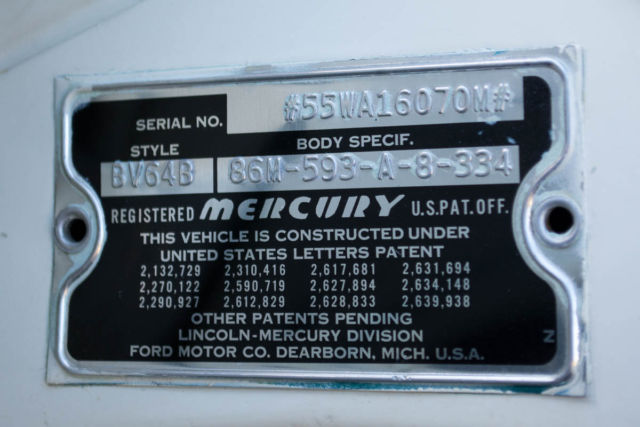 SERIAL NO. #55WA16070M#
STYLE BODY SPECIF.
BV64B 86M-593-A-8-334
REGISTERED MERCURY U.S.PAT.OFF.
THIS VEHICLE IS CONSTRUCTED UNDER
UNITED STATES LETTERS PATENT
2,132,729 2,310,416 2,617,681 2,631,694
2,270,122 2,590,719 2,627,894 2,634,148
2,290,927 2,612,829 2,628,833 2,639,938
OTHER PATENTS PENDING
LINCOLN-MERCURY DIVISION N
FORD MOTOR CO. DEARBORN, MICH. U.S.A.